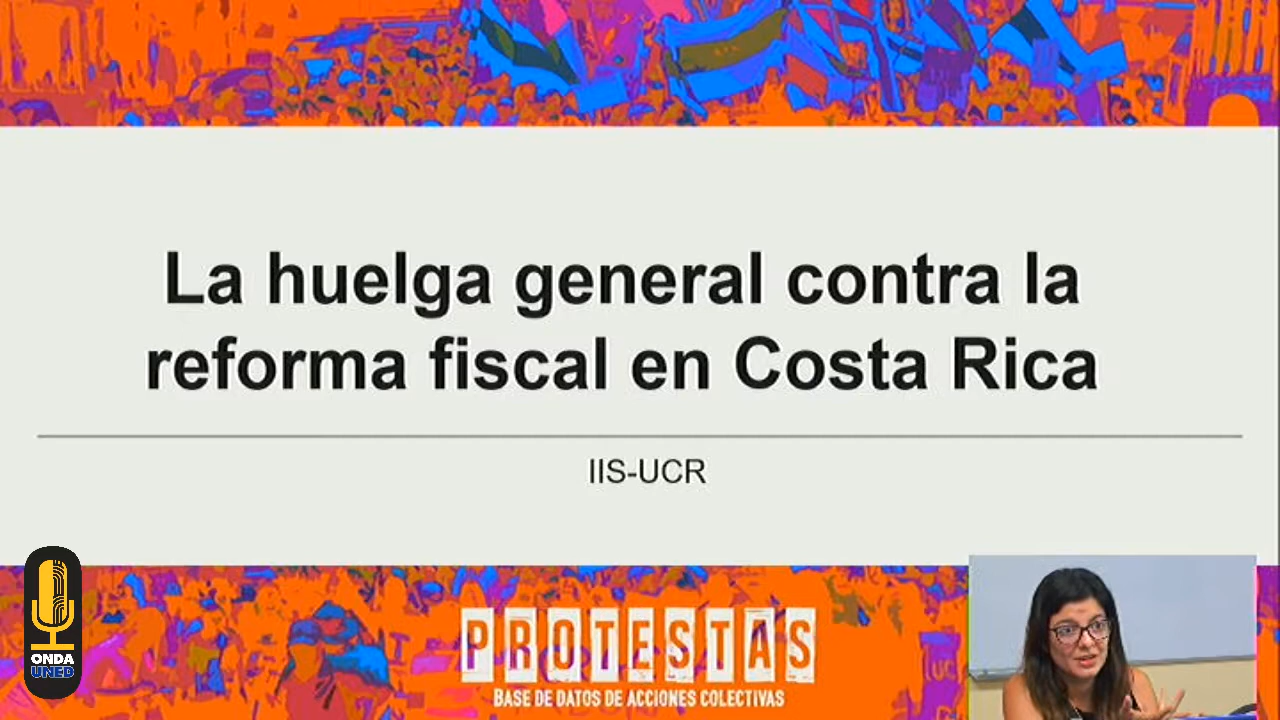 La huelga general contra la
reforma fiscal en Costa Rica
IIS-UCR
PROTESTAS
BASE DE DATOS DE ACCIONES COLECTIVAS
ONDA
UNED